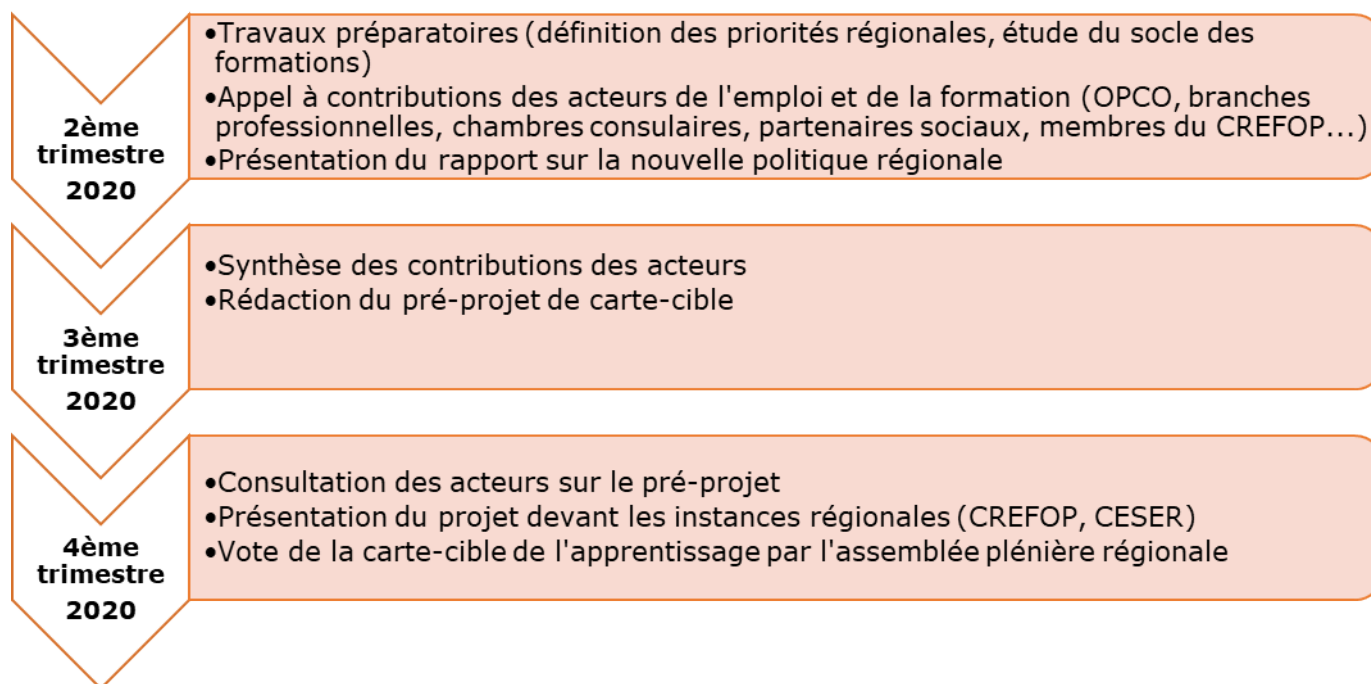 2ème
trimestre
2020
•Travaux préparatoires (définition des priorités régionales, étude du socle des
formations)
•Appel à contributions des acteurs de l'emploi et de la formation (OPCO, branches
professionnelles, chambres consulaires, partenaires sociaux, membres du CREFOP...)
•Présentation du rapport sur la nouvelle politique régionale
3ème
trimestre
2020
•Synthèse des contributions des acteurs
•Rédaction du pré-projet de carte-cible
4ème
trimestre
2020
•Consultation des acteurs sur le pré-projet
•Présentation du projet devant les instances régionales (CREFOP, CESER)
•Vote de la carte-cible de l'apprentissage par l'assemblée plénière régionale